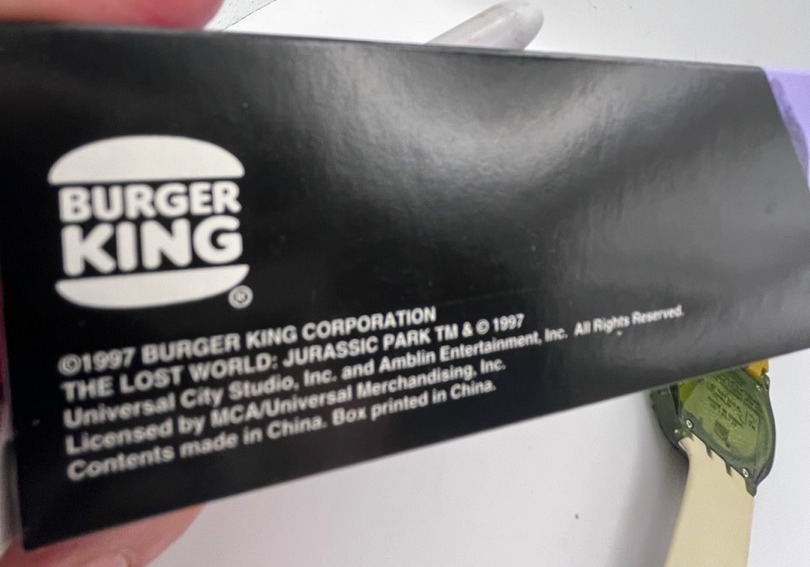 BURGER
KING
®
©1997 BURGER KING CORPORATION
THE LOST WORLD: JURASSIC PARK TM & © 1997
Universal City Studio, Inc. and Amblin Entertainment, Inc. All Rights Reserved.
Licensed by MCA/Universal Merchandising, Inc.
Contents made in China. Box printed in China.